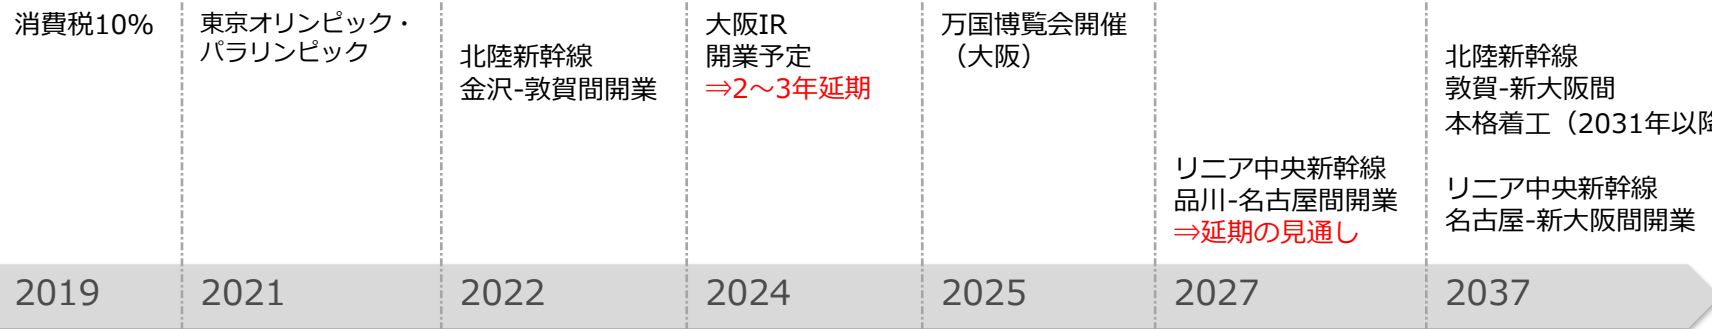 消費税10%
東京オリンピック・
パラリンピック
北陸新幹線
金沢-敦賀間開業
大阪IR
開業予定
⇒2～3年延期
万国博覧会開催
（大阪）
リニア中央新幹線
品川-名古屋間開業
⇒延期の見通し
北陸新幹線
敦賀-新大阪間
本格着工（2031年以降
リニア中央新幹線
名古屋-新大阪間開業
2019
2021
2022
2024
2025
2027
2037